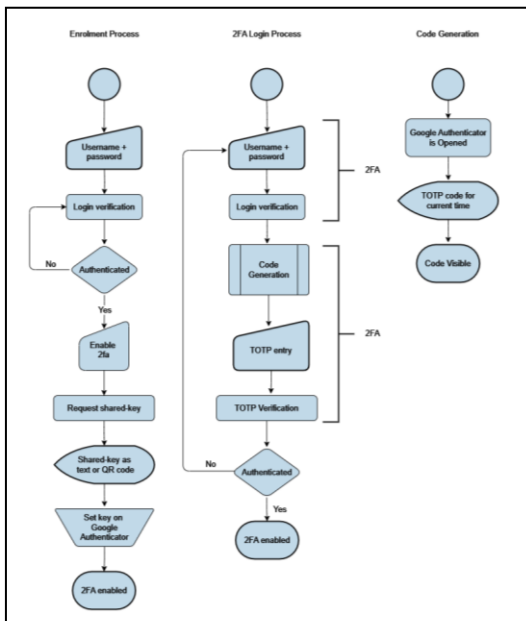 Enrolment Process
Username +
password
Login verification
Authenticated
No
Yes
Enable
2fa
Request shared-key
Shared-key as
text or QR code
Set key on
Google
Authenticator
2FA enabled
2FA Login Process
Username +
password
Login verification
2FA
Code
Generation
TOTP entry
2FA
TOTP Verification
No
Authenticated
Yes
2FA enabled
Code Generation
Google Authenticator
is Opened
TOTP code for
current time
Code Visible